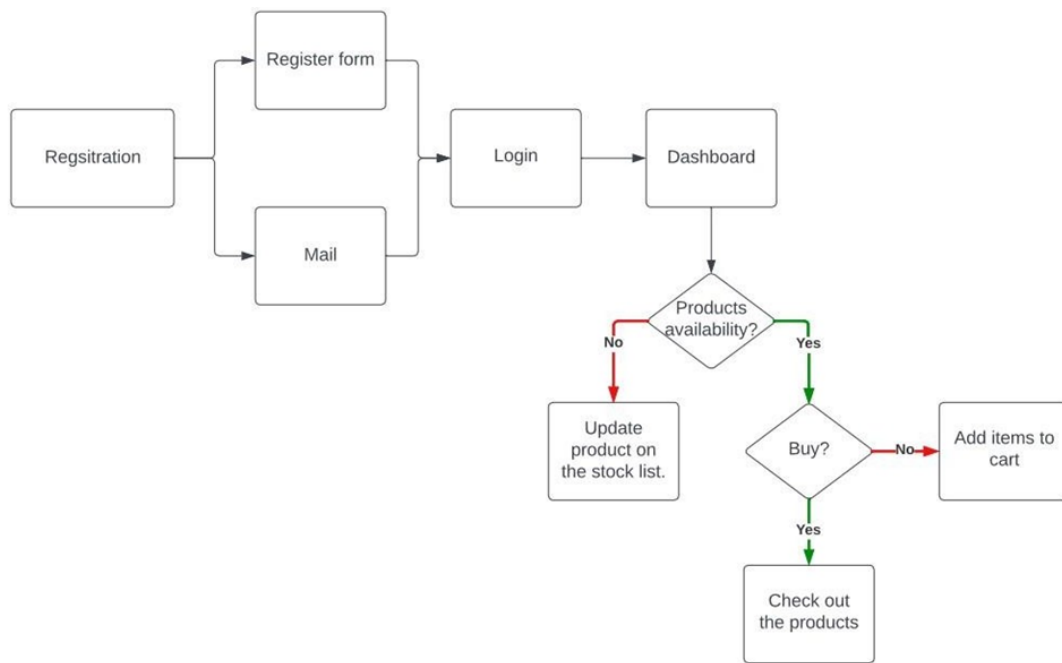 Register form
Regsitration
Login
Dashboard
Mail
Products
availability?
No
Yes
Update
product on
the stock list.
Buy?
No
Add items to
cart
Yes
Check out
the products